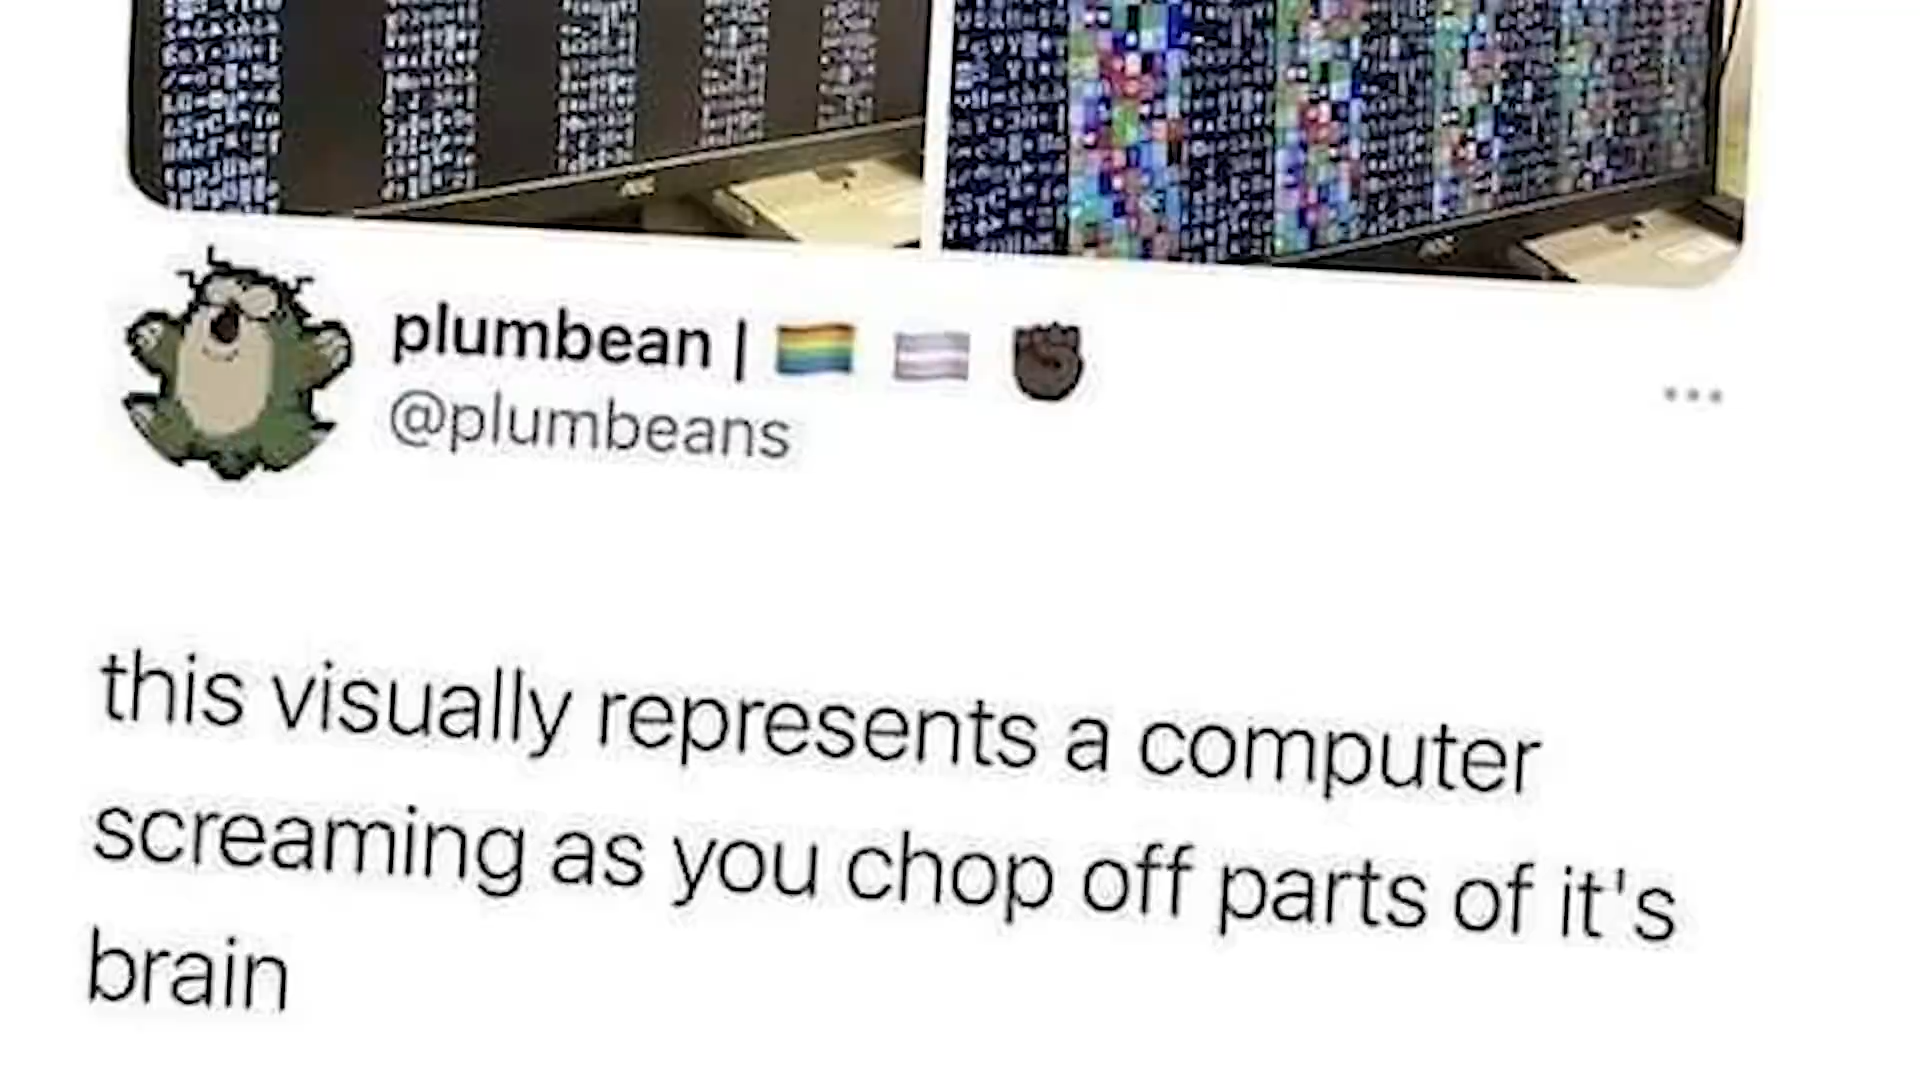 plumbean | 🏳️‍🌈 🏳️‍⚧️ ✊🏿
@plumbeans
this visually represents a computer
screaming as you chop off parts of it's
brain